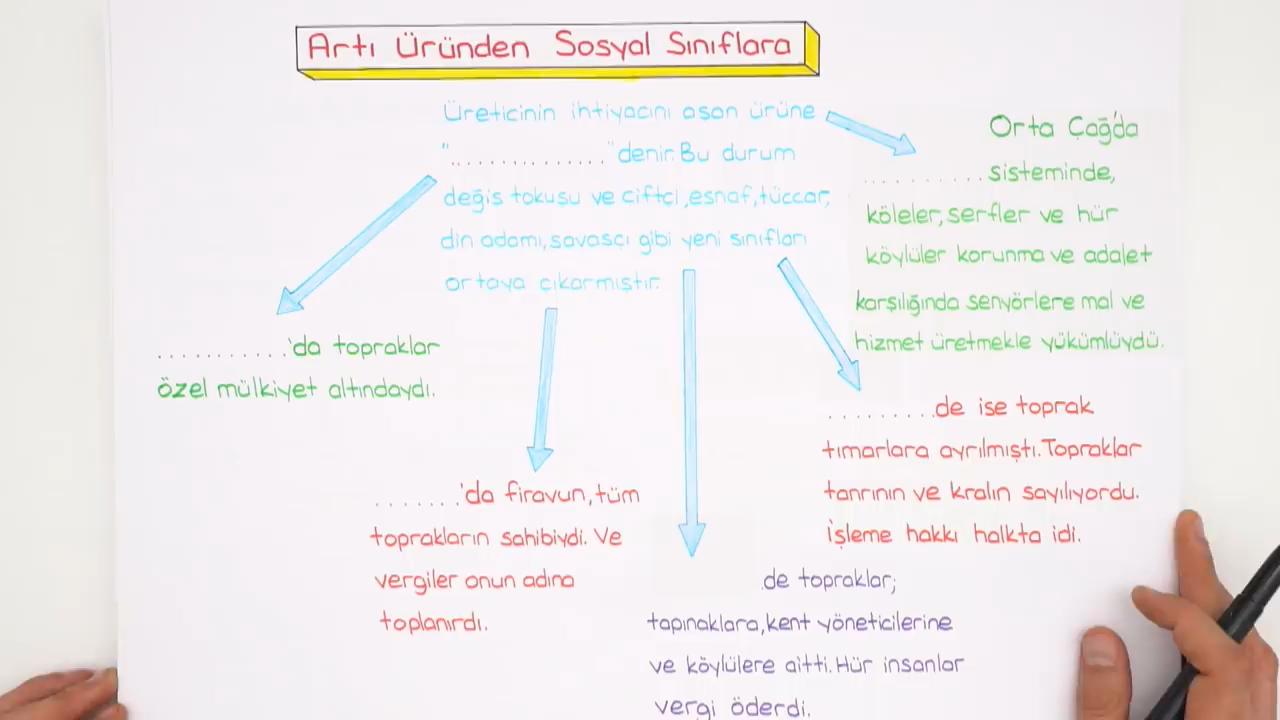 Artı Üründen Sosyal Sınıflara
Üreticinin ihtiyacını aşan ürüne
"..............." denir. Bu durum
değiş tokuşu ve çiftçi, esnaf, tüccar,
din adamı, savaşçı gibi yeni sınıfları
ortaya çıkarmıştır.
Orta Çağ'da
..........sisteminde,
köleler, serfler ve hür
köylüler korunma ve adalet
karşılığında senyörlere mal ve
hizmet üretmekle yükümlüydü.
............'da topraklar
özel mülkiyet altındaydı.
.........de ise toprak
tımarlara ayrılmıştı. Topraklar
tanrının ve kralın sayılıyordu.
İşleme hakkı halkta idi.
.......'da firavun, tüm
toprakların sahibiydi. Ve
vergiler onun adına
toplanırdı.
.de topraklar;
tapınaklara, kent yöneticilerine
ve köylülere aitti. Hür insanlar
vergi öderdi.